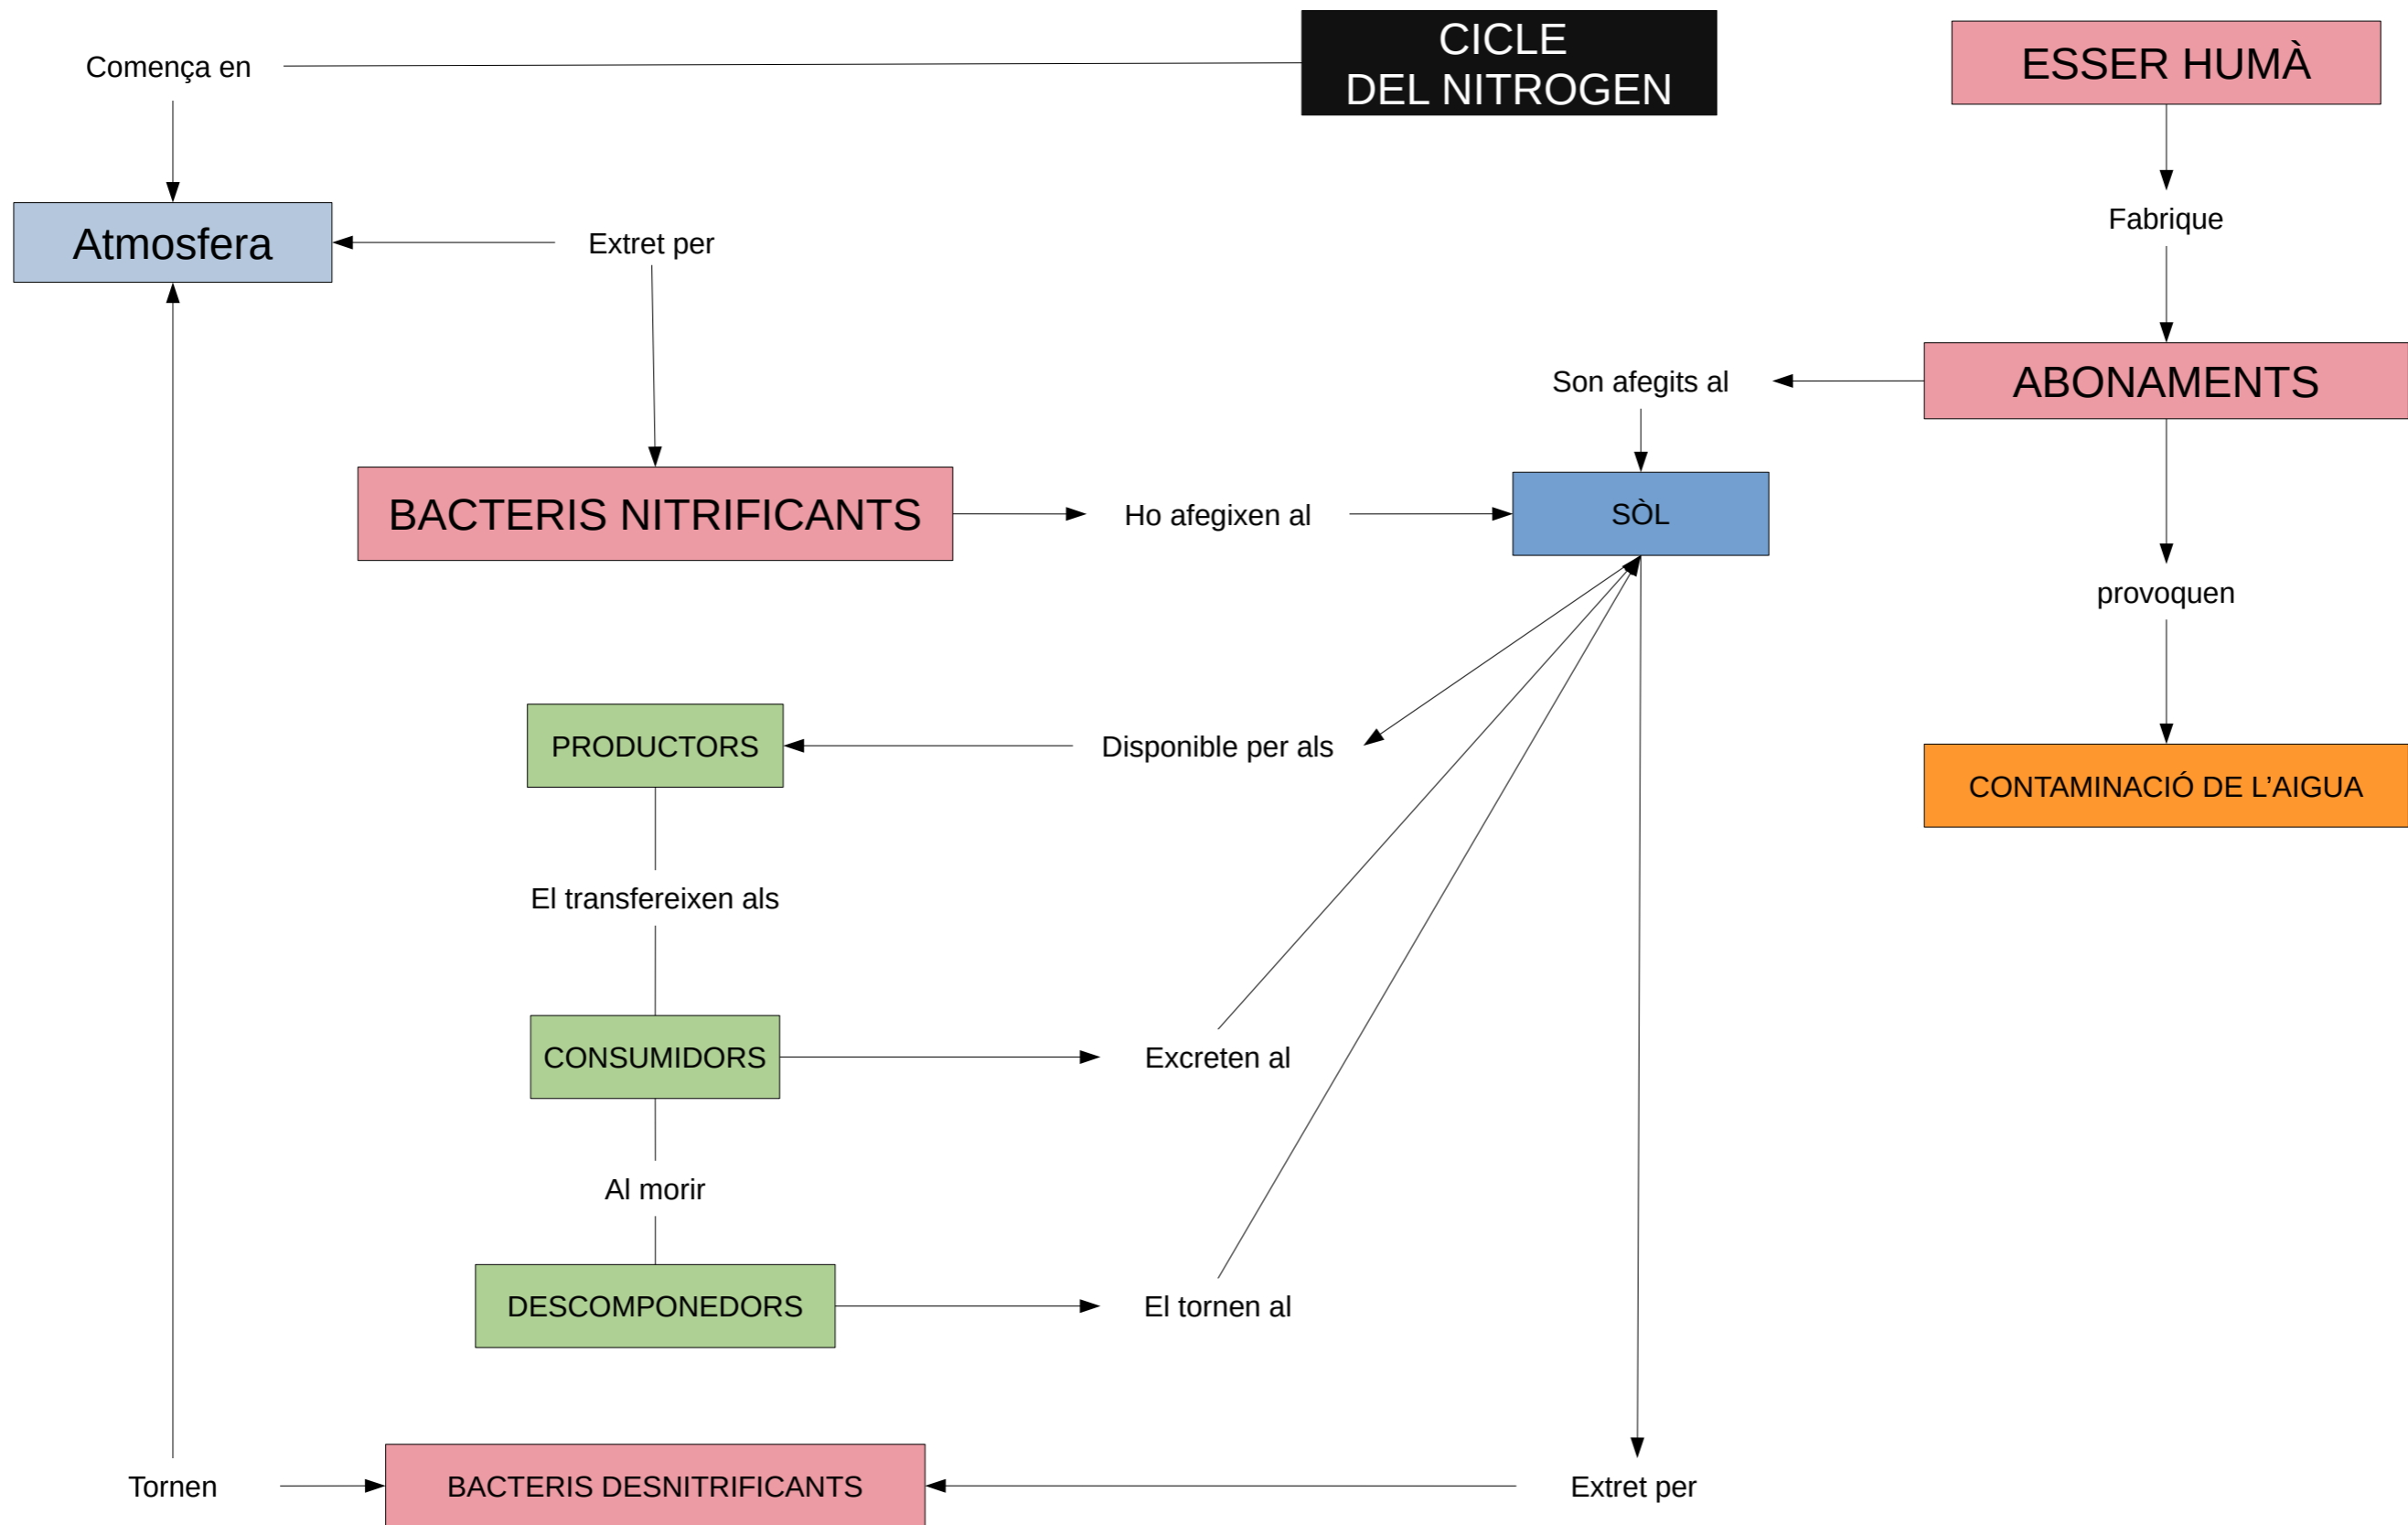 CICLE
DEL NITROGEN
ESSER HUMÀ
Comença en
Fabrique
Atmosfera
Extret per
Son afegits al
ABONAMENTS
BACTERIS NITRIFICANTS
Ho afegixen al
SÒL
provoquen
PRODUCTORS
Disponible per als
CONTAMINACIÓ DE L’AIGUA
El transfereixen als
CONSUMIDORS
Excreten al
Al morir
DESCOMPONEDORS
El tornen al
Tornen
BACTERIS DESNITRIFICANTS
Extret per